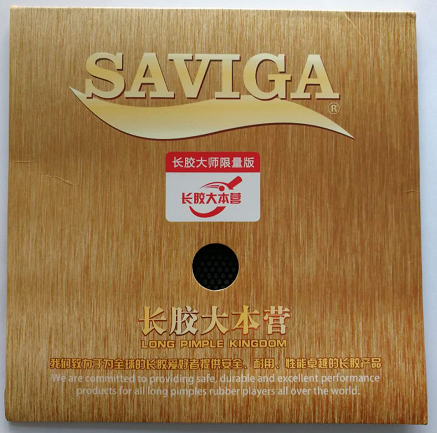 SAVIGA
®
长胶大师限量版
长胶大本营
长胶大本营
LONG PIMPLE KINGDOM
我们致力于为全球的长胶爱好者提供安全、耐用、性能卓越的长胶产品
We are committed to providing safe, durable and excellent performance
products for all long pimples rubber players all over the world.